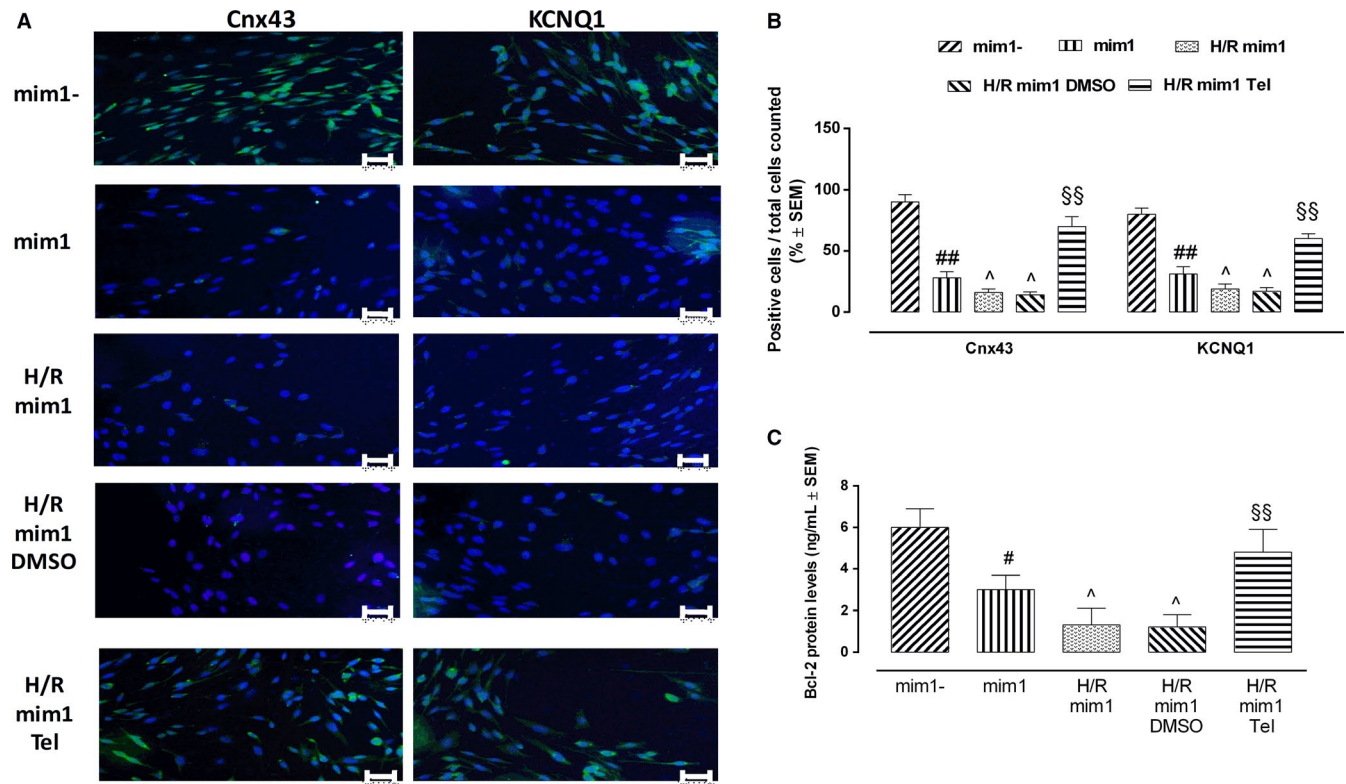 A
Cnx43 KCNQ1
mim1-
mim1
H/R
mim1
H/R
mim1
DMSO
H/R
mim1
Tel
B
mim1- mim1 H/R mim1
H/R mim1 DMSO H/R mim1 Tel
Positive cells / total cells counted
(% ± SEM)
150
100
50
0
## ^ ^ §§ ## ^ ^ §§
Cnx43 KCNQ1
C
Bcl-2 protein levels (ng/mL ± SEM)
8
6
4
2
0
# ^ ^ §§
mim1- mim1 H/R H/R H/R
mim1 mim1 mim1
DMSO Tel